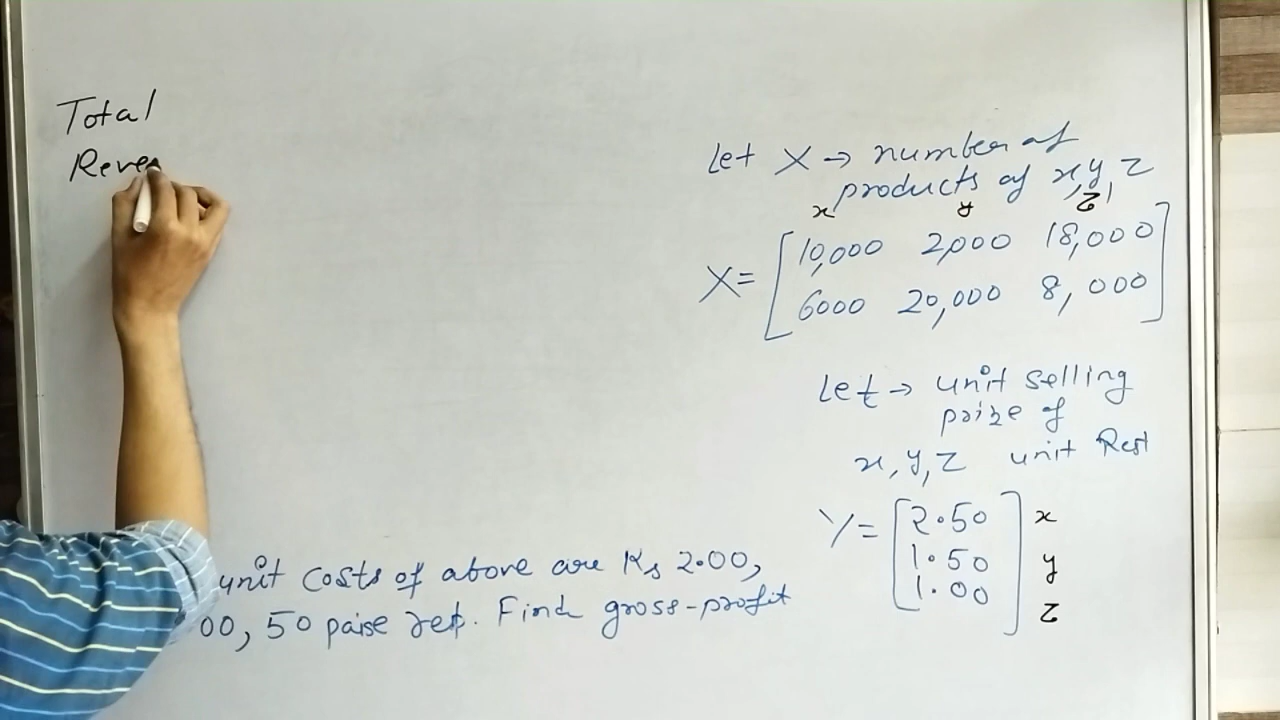 Total
Reve
Let X → number of
products of x, y, z
x y z
X = [10,000 2,000 18,000
6000 20,000 8,000]
Let → unit selling
prize of
x, y, z unit Rest
Y = [2.50] x
1.50 y
1.00 z
unit costs of above are Rs 2.00,
00, 50 paise resp. Find gross-profit